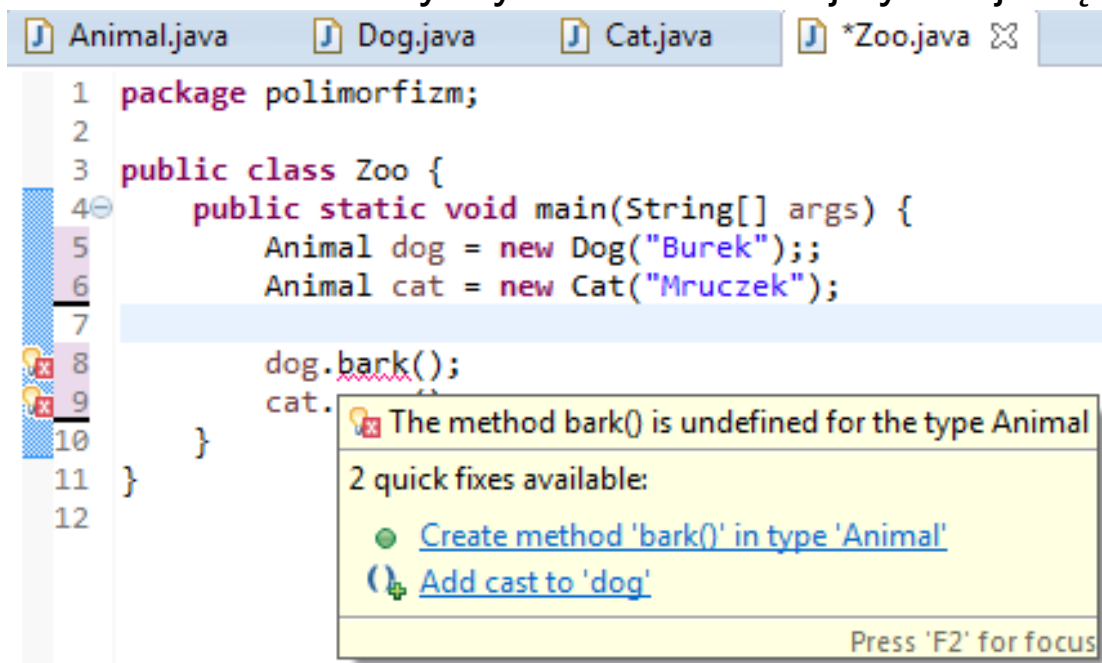 Animal.java Dog.java Cat.java *Zoo.java
1 package polimorfizm;
2
3 public class Zoo {
4 public static void main(String[] args) {
5 Animal dog = new Dog("Burek");;
6 Animal cat = new Cat("Mruczek");
7
8 dog.bark();
9 cat.
The method bark() is undefined for the type Animal
10 }
11 }
2 quick fixes available:
12
Create method 'bark()' in type 'Animal'
Add cast to 'dog'
Press 'F2' for focus